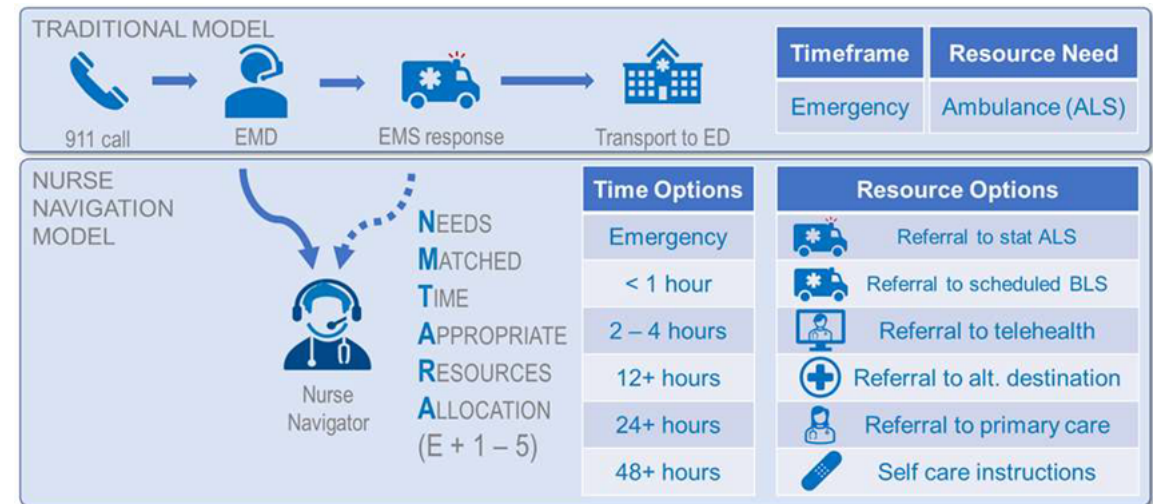 TRADITIONAL MODEL
911 call
EMD
EMS response
Transport to ED
Timeframe
Resource Need
Emergency
Ambulance (ALS)
NURSE
NAVIGATION
MODEL
Nurse
Navigator
NEEDS
MATCHED
TIME
APPROPRIATE
RESOURCES
ALLOCATION
(E + 1 – 5)
Time Options
Resource Options
Emergency
Referral to stat ALS
< 1 hour
Referral to scheduled BLS
2 – 4 hours
Referral to telehealth
12+ hours
Referral to alt. destination
24+ hours
Referral to primary care
48+ hours
Self care instructions